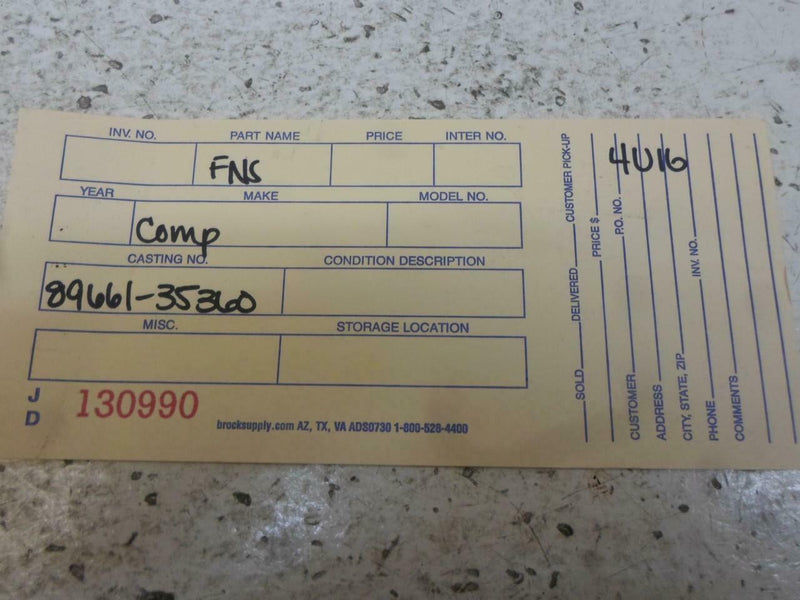 INV. NO. PART NAME PRICE INTER NO.
FNS
YEAR MAKE MODEL NO.
Comp
CASTING NO. CONDITION DESCRIPTION
89661-35360
MISC. STORAGE LOCATION
J
D
130990
brocksupply.com AZ, TX, VA ADS0730 1-800-528-4400
SOLD DELIVERED CUSTOMER PICK-UP
PRICE $
P.O. NO.
4U16
CUSTOMER
ADDRESS
CITY, STATE, ZIP
INV. NO.
PHONE
COMMENTS